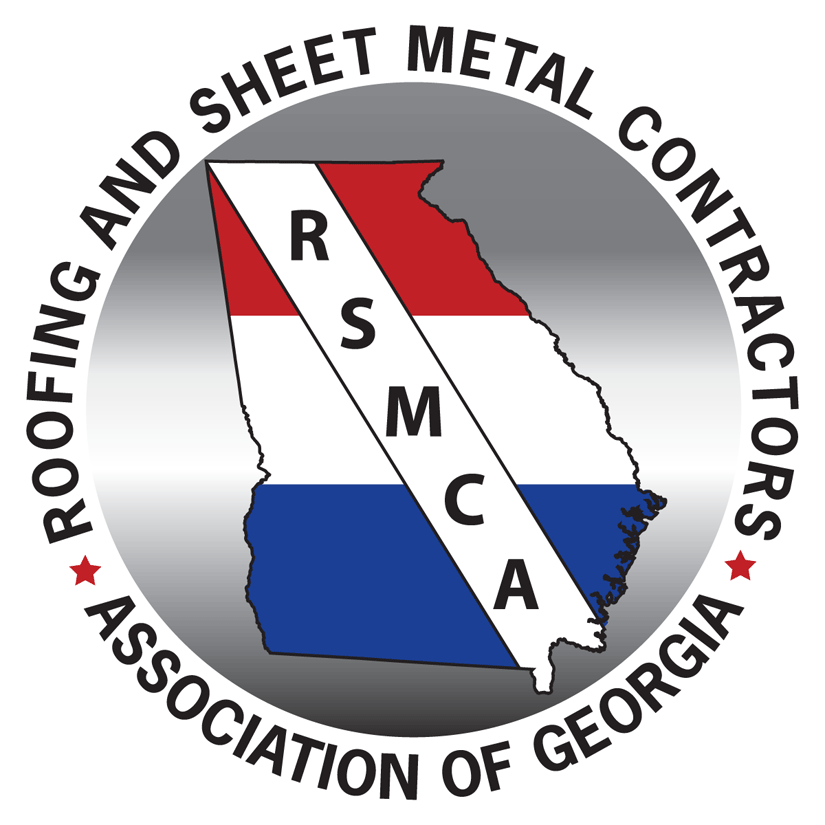 ROOFING AND SHEET METAL CONTRACTORS
R
S
M
C
A
ASSOCIATION OF GEORGIA